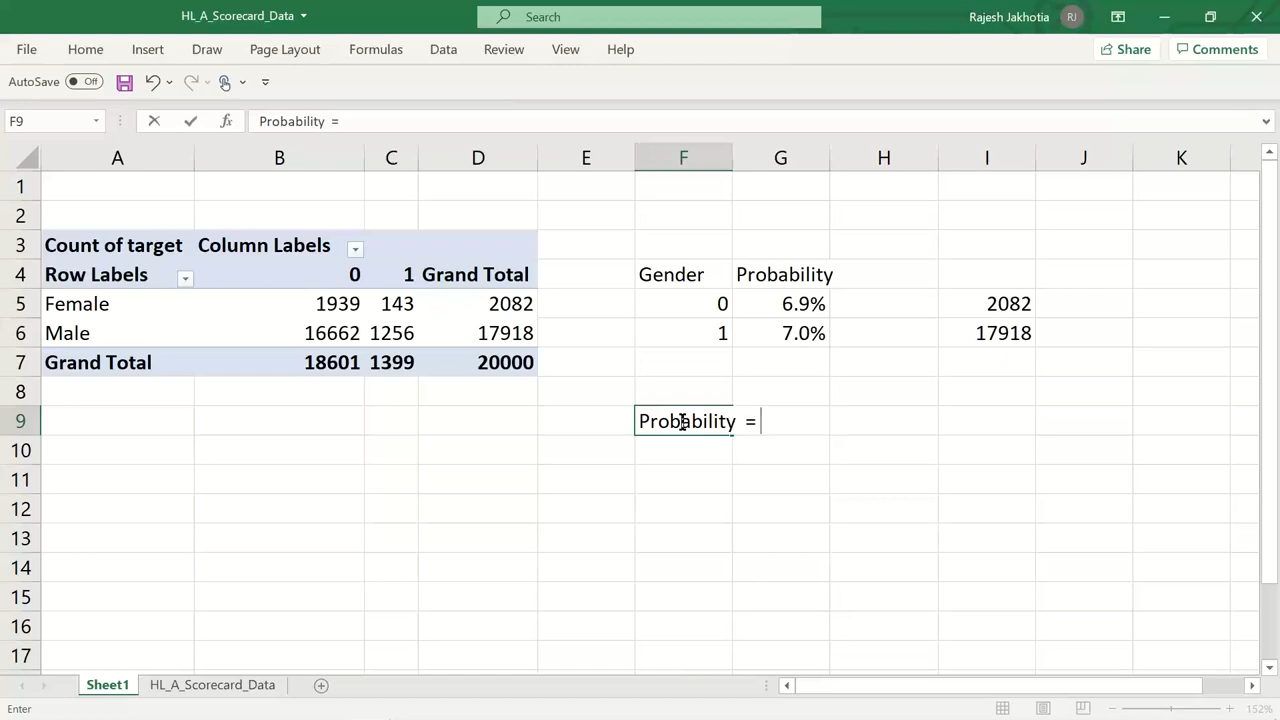 HL_A_Scorecard_Data
Search
Rajesh Jakhotia
RJ
File Home Insert Draw Page Layout Formulas Data Review View Help
Share
Comments
AutoSave Off
F9
fx
Probability =
A B C D E F G H I J K
1
2
3 Count of target Column Labels
4 Row Labels 0 1 Grand Total Gender Probability
5 Female 1939 143 2082 0 6.9% 2082
6 Male 16662 1256 17918 1 7.0% 17918
7 Grand Total 18601 1399 20000
8
9 Probability =
10
11
12
13
14
15
16
17
Sheet1 HL_A_Scorecard_Data
Enter
152%